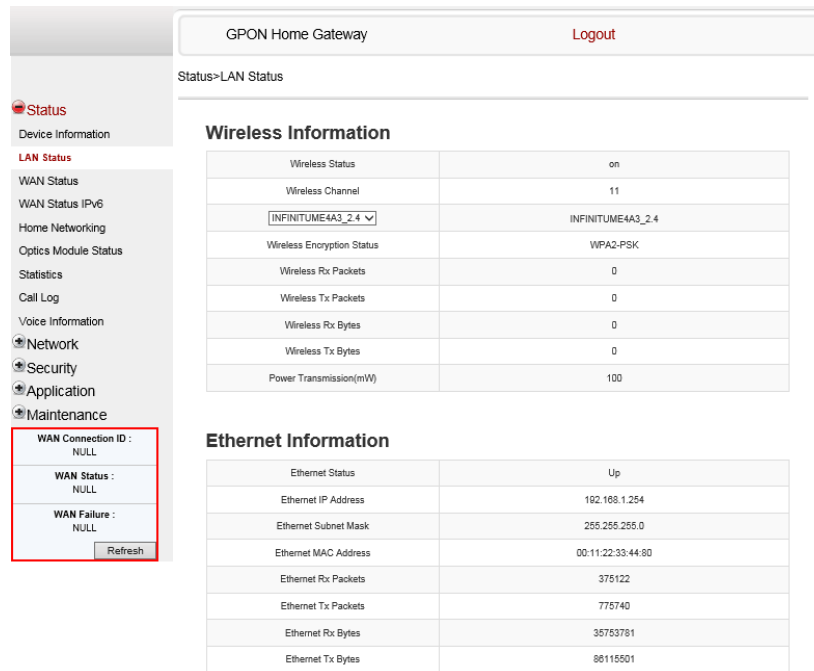 GPON Home Gateway Logout
Status>LAN Status
Status
Device Information
LAN Status
WAN Status
WAN Status IPv6
Home Networking
Optics Module Status
Statistics
Call Log
Voice Information
Network
Security
Application
Maintenance
WAN Connection ID :
NULL
WAN Status :
NULL
WAN Failure :
NULL
Refresh
Wireless Information
Wireless Status on
Wireless Channel 11
INFINITUME4A3_2.4 INFINITUME4A3_2.4
Wireless Encryption Status WPA2-PSK
Wireless Rx Packets 0
Wireless Tx Packets 0
Wireless Rx Bytes 0
Wireless Tx Bytes 0
Power Transmission(mW) 100
Ethernet Information
Ethernet Status Up
Ethernet IP Address 192.168.1.254
Ethernet Subnet Mask 255.255.255.0
Ethernet MAC Address 00:11:22:33:44:80
Ethernet Rx Packets 375122
Ethernet Tx Packets 775740
Ethernet Rx Bytes 35753781
Ethernet Tx Bytes 86115501